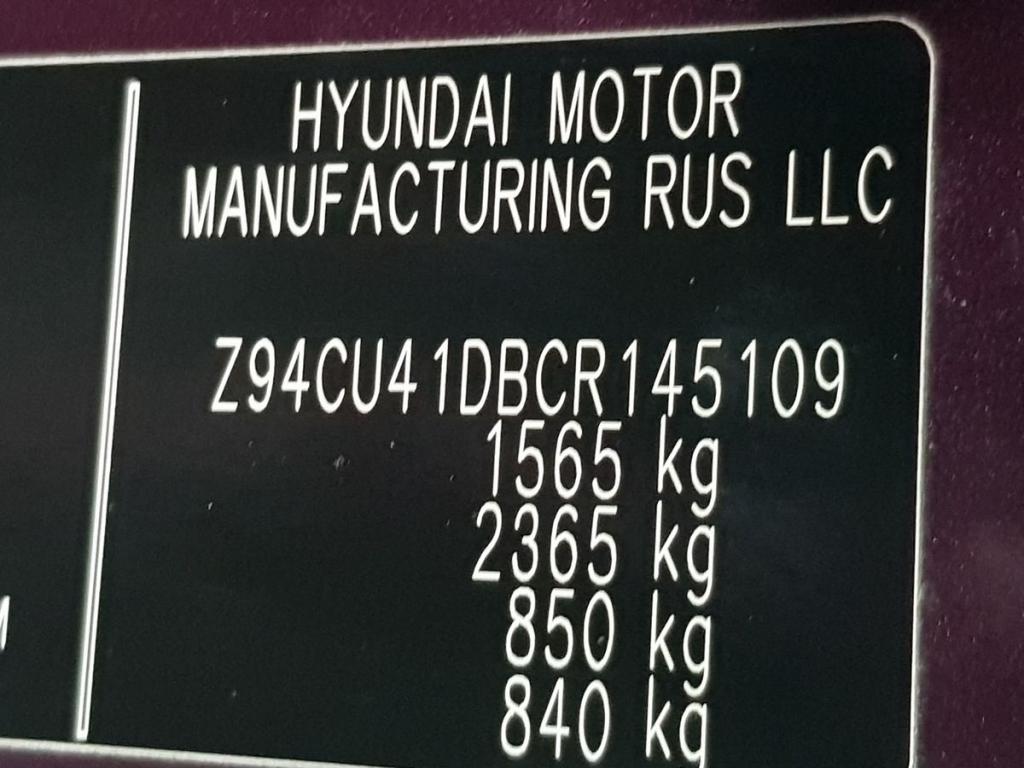 HYUNDAI MOTOR
MANUFACTURING RUS LLC
Z94CU41DBCR145109
1565 kg
2365 kg
850 kg
840 kg